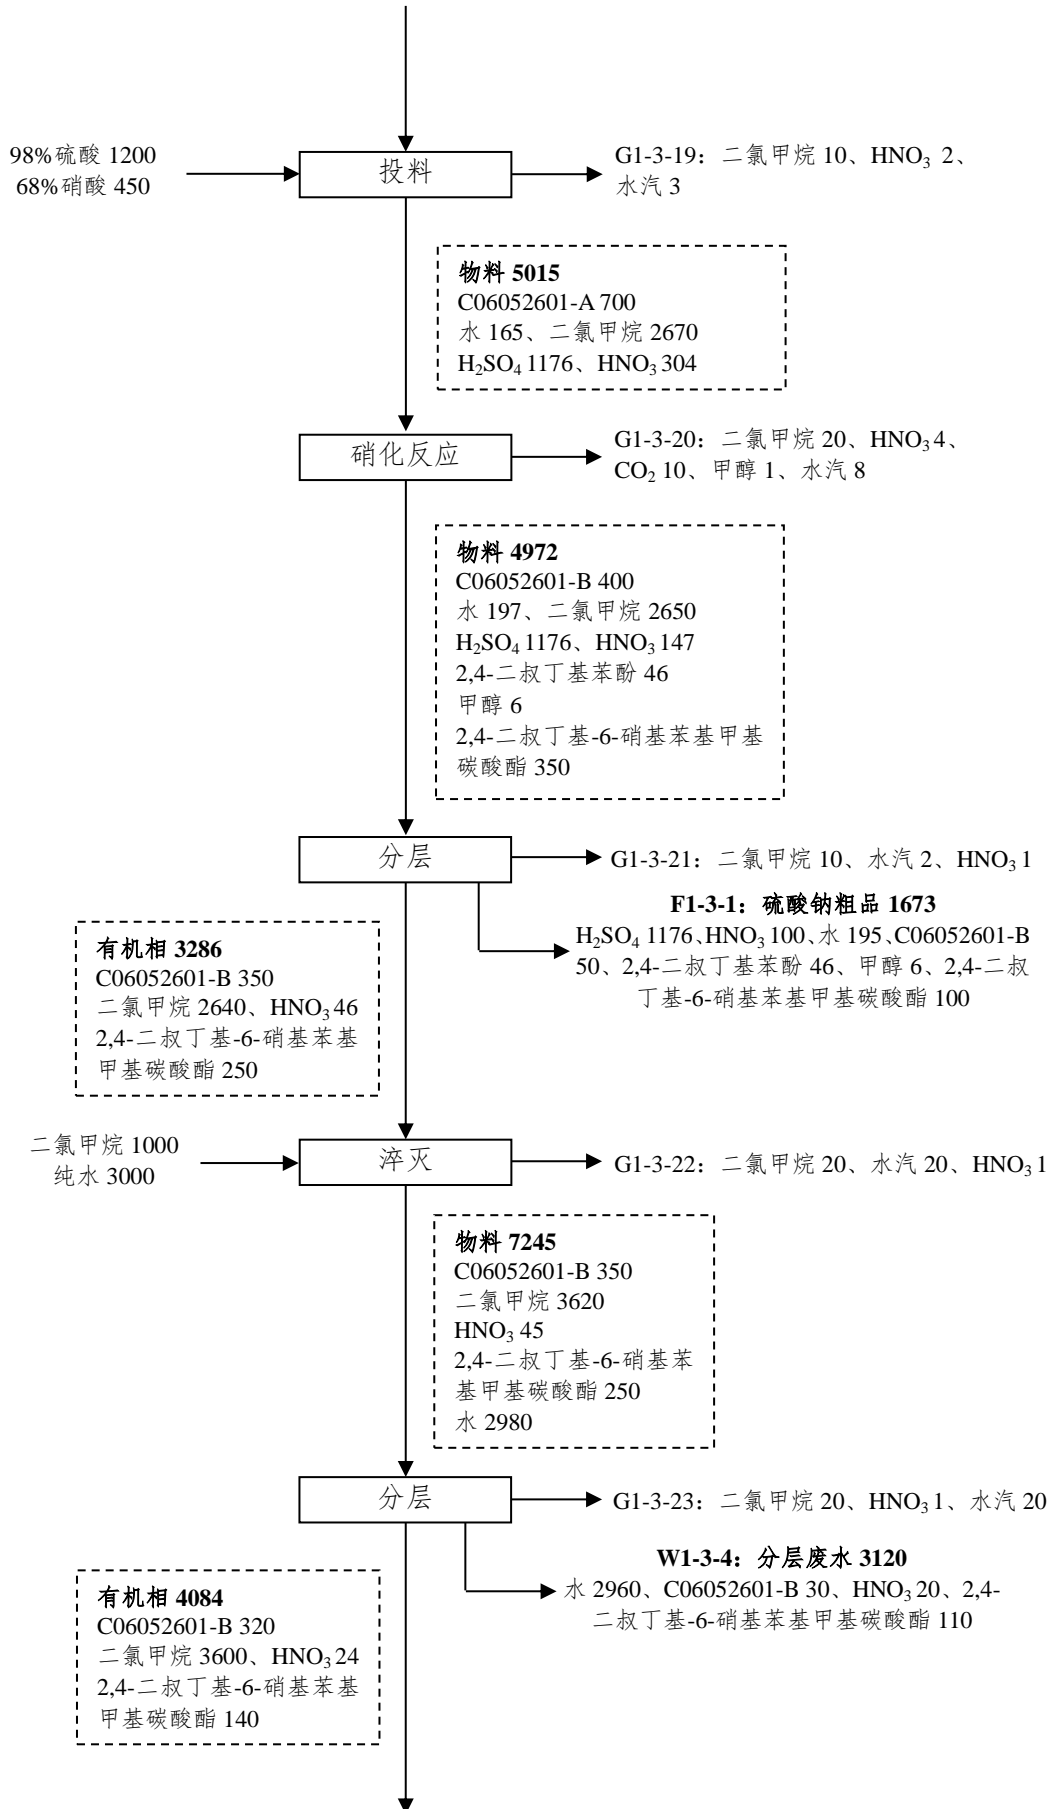 98%硫酸 1200
68%硝酸 450
投料
G1-3-19：二氯甲烷 10、HNO₃ 2、
水汽 3
物料 5015
C06052601-A 700
水 165、二氯甲烷 2670
H₂SO₄ 1176、HNO₃ 304
硝化反应
G1-3-20：二氯甲烷 20、HNO₃ 4、
CO₂ 10、甲醇 1、水汽 8
物料 4972
C06052601-B 400
水 197、二氯甲烷 2650
H₂SO₄ 1176、HNO₃ 147
2,4-二叔丁基苯酚 46
甲醇 6
2,4-二叔丁基-6-硝基苯基甲基
碳酸酯 350
分层
G1-3-21：二氯甲烷 10、水汽 2、HNO₃ 1
F1-3-1：硫酸钠粗品 1673
H₂SO₄ 1176、HNO₃ 100、水 195、C06052601-B
50、2,4-二叔丁基苯酚 46、甲醇 6、2,4-二叔
丁基-6-硝基苯基甲基碳酸酯 100
有机相 3286
C06052601-B 350
二氯甲烷 2640、HNO₃ 46
2,4-二叔丁基-6-硝基苯基
甲基碳酸酯 250
二氯甲烷 1000
纯水 3000
淬灭
G1-3-22：二氯甲烷 20、水汽 20、HNO₃ 1
物料 7245
C06052601-B 350
二氯甲烷 3620
HNO₃ 45
2,4-二叔丁基-6-硝基苯
基甲基碳酸酯 250
水 2980
分层
G1-3-23：二氯甲烷 20、HNO₃ 1、水汽 20
W1-3-4：分层废水 3120
水 2960、C06052601-B 30、HNO₃ 20、2,4-
二叔丁基-6-硝基苯基甲基碳酸酯 110
有机相 4084
C06052601-B 320
二氯甲烷 3600、HNO₃ 24
2,4-二叔丁基-6-硝基苯基
甲基碳酸酯 140